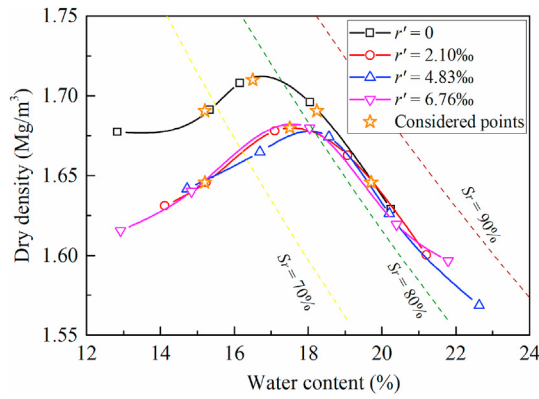 1.75
1.70
1.65
1.60
1.55
Dry density (Mg/m³)
r' = 0
r' = 2.10‰
r' = 4.83‰
r' = 6.76‰
Considered points
Sr = 70%
Sr = 80%
Sr = 90%
12 14 16 18 20 22 24
Water content (%)